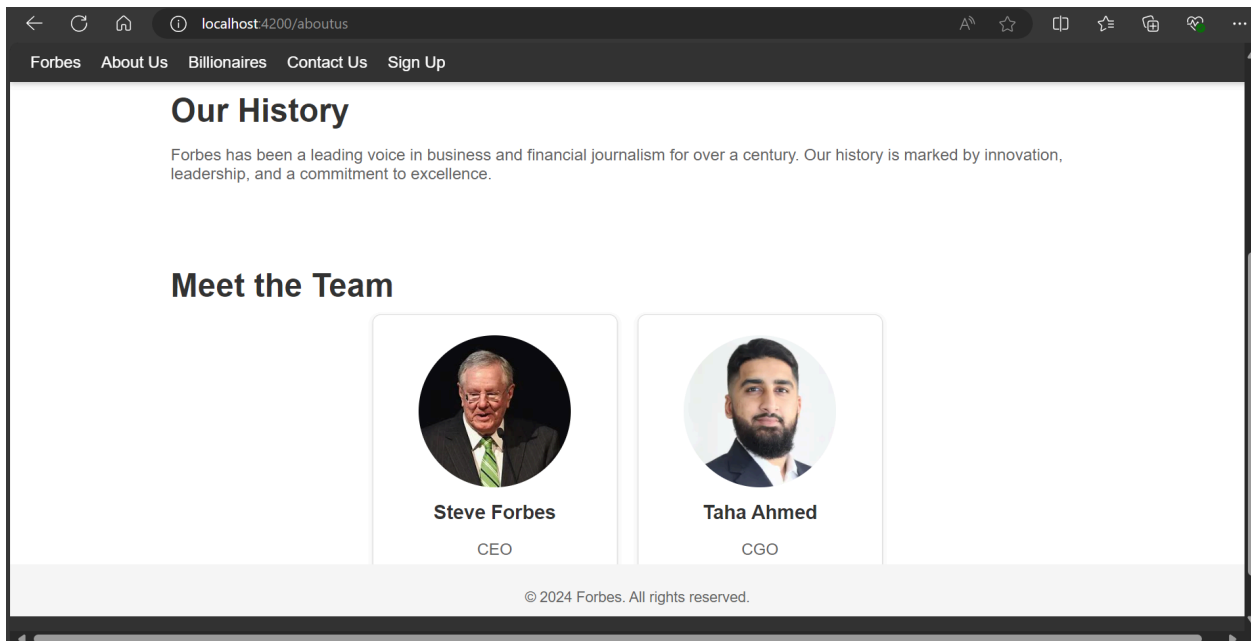 localhost:4200/aboutus
Forbes About Us Billionaires Contact Us Sign Up
Our History
Forbes has been a leading voice in business and financial journalism for over a century. Our history is marked by innovation,
leadership, and a commitment to excellence.
Meet the Team
Steve Forbes
CEO
Taha Ahmed
CGO
© 2024 Forbes. All rights reserved.